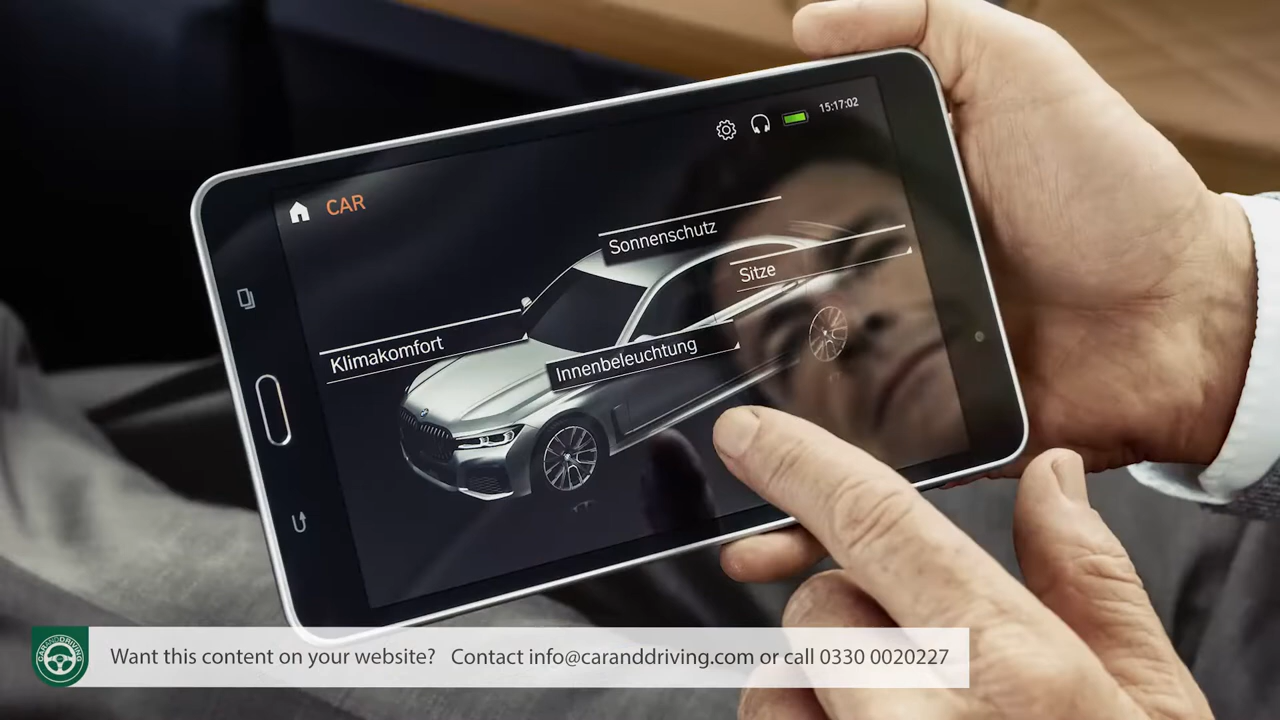 15:17:02
CAR
Sonnenschutz
Sitze
Klimakomfort
Innenbeleuchtung
CARANDDRIVING
Want this content on your website? Contact info@caranddriving.com or call 0330 0020227